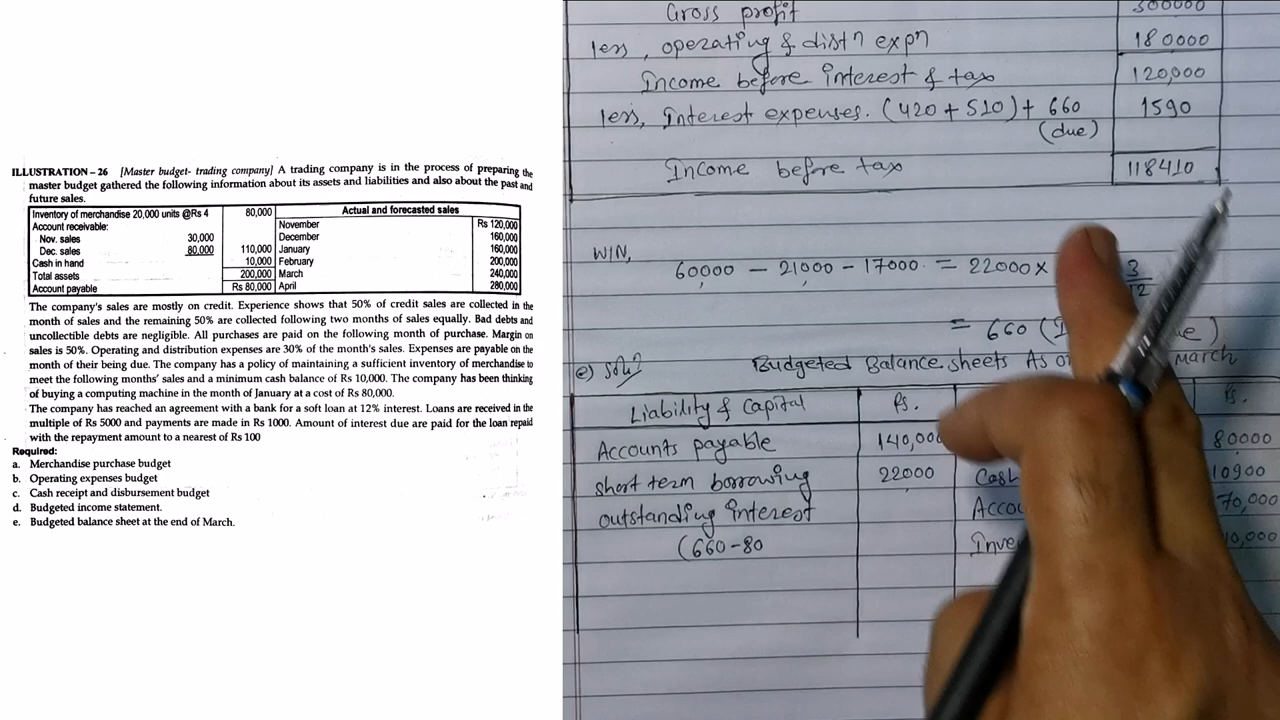 ILLUSTRATION – 26 [Master budget- trading company] A trading company is in the process of preparing the
master budget gathered the following information about its assets and liabilities and also about the past and
future sales.
Inventory of merchandise 20,000 units @Rs 4 80,000 Actual and forecasted sales
Account receivable: November Rs 120,000
Nov. sales 30,000 December 160,000
Dec. sales 80,000 110,000 January 160,000
Cash in hand 10,000 February 200,000
Total assets 200,000 March 240,000
Account payable Rs 80,000 April 280,000
The company's sales are mostly on credit. Experience shows that 50% of credit sales are collected in the
month of sales and the remaining 50% are collected following two months of sales equally. Bad debts and
uncollectible debts are negligible. All purchases are paid on the following month of purchase. Margin on
sales is 50%. Operating and distribution expenses are 30% of the month's sales. Expenses are payable on the
month of their being due. The company has a policy of maintaining a sufficient inventory of merchandise to
meet the following months' sales and a minimum cash balance of Rs 10,000. The company has been thinking
of buying a computing machine in the month of January at a cost of Rs 80,000.
The company has reached an agreement with a bank for a soft loan at 12% interest. Loans are received in the
multiple of Rs 5000 and payments are made in Rs 1000. Amount of interest due are paid for the loan repaid
with the repayment amount to a nearest of Rs 100
Required:
a. Merchandise purchase budget
b. Operating expenses budget
c. Cash receipt and disbursement budget
d. Budgeted income statement.
e. Budgeted balance sheet at the end of March.
Gross profit 300000
less, operating & distn expn 180000
Income before interest & tax 120,000
less, Interest expenses. (420 + 510) + 660 1590
(due)
Income before tax 118410
W/N,
60000 – 21000 – 17000 = 22000 × 3
12
= 660
e) soln Budgeted Balance sheets As March
Liability & Capital Rs. Rs.
Accounts payable 140,000 80000
short term borrowing 22000 Cash 10900
outstanding interest 70,000
(660-80